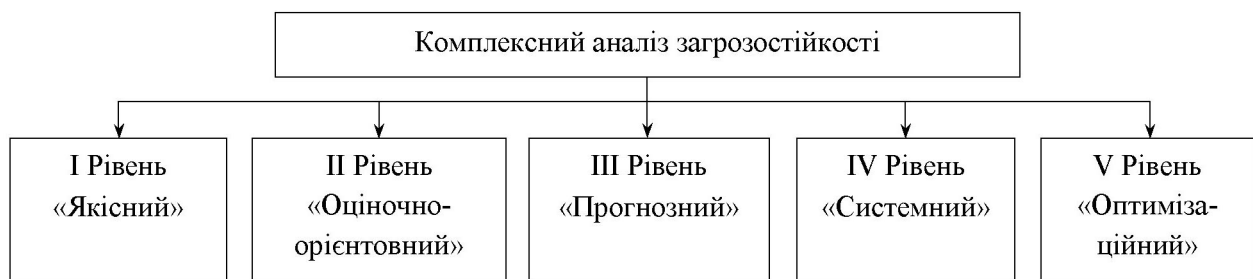 Комплексний аналіз загрозостійкості
I Рівень
«Якісний»
II Рівень
«Оціночно-
орієнтовний»
III Рівень
«Прогнозний»
IV Рівень
«Системний»
V Рівень
«Оптиміза-
ційний»